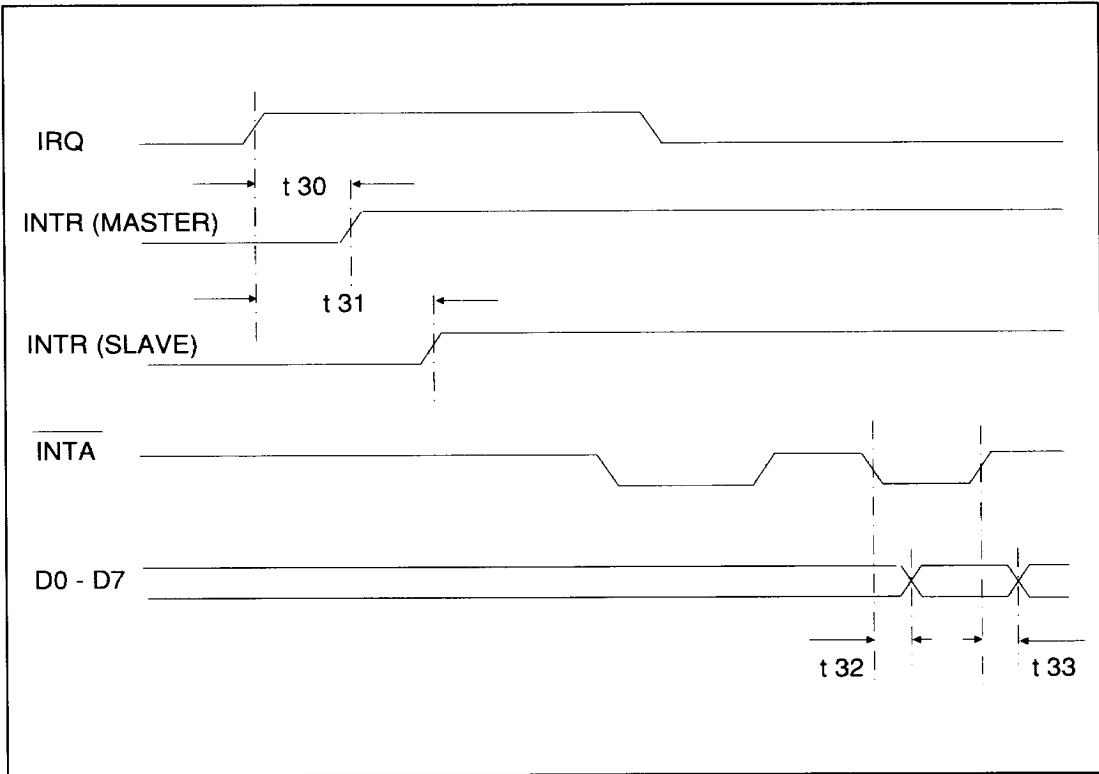 IRQ
t 30
INTR (MASTER)
t 31
INTR (SLAVE)
INTA
D0 - D7
t 32
t 33